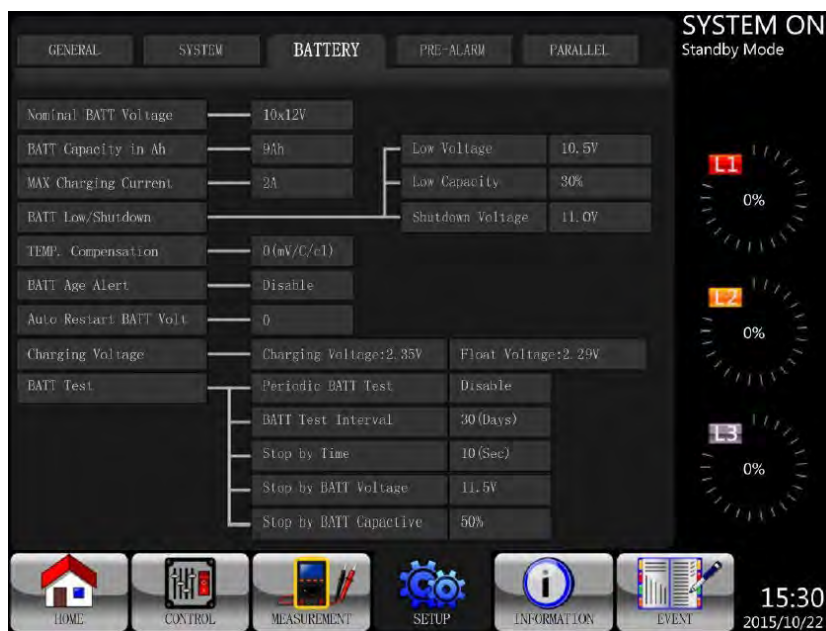 GENERAL SYSTEM BATTERY PRE-ALARM PARALLEL
SYSTEM ON
Standby Mode
Nominal BATT Voltage 10x12V
BATT Capacity in Ah 9Ah
MAX Charging Current 2A
BATT Low/Shutdown
Low Voltage 10.5V
Low Capacity 30%
Shutdown Voltage 11.0V
TEMP. Compensation 0(mV/C/cl)
BATT Age Alert Disable
Auto Restart BATT Volt 0
Charging Voltage Charging Voltage:2.35V Float Voltage:2.29V
BATT Test Periodic BATT Test Disable
BATT Test Interval 30(Days)
Stop by Time 10(Sec)
Stop by BATT Voltage 11.5V
Stop by BATT Capactive 50%
L1
0%
L2
0%
L3
0%
HOME CONTROL MEASUREMENT SETUP INFORMATION EVENT
15:30
2015/10/22